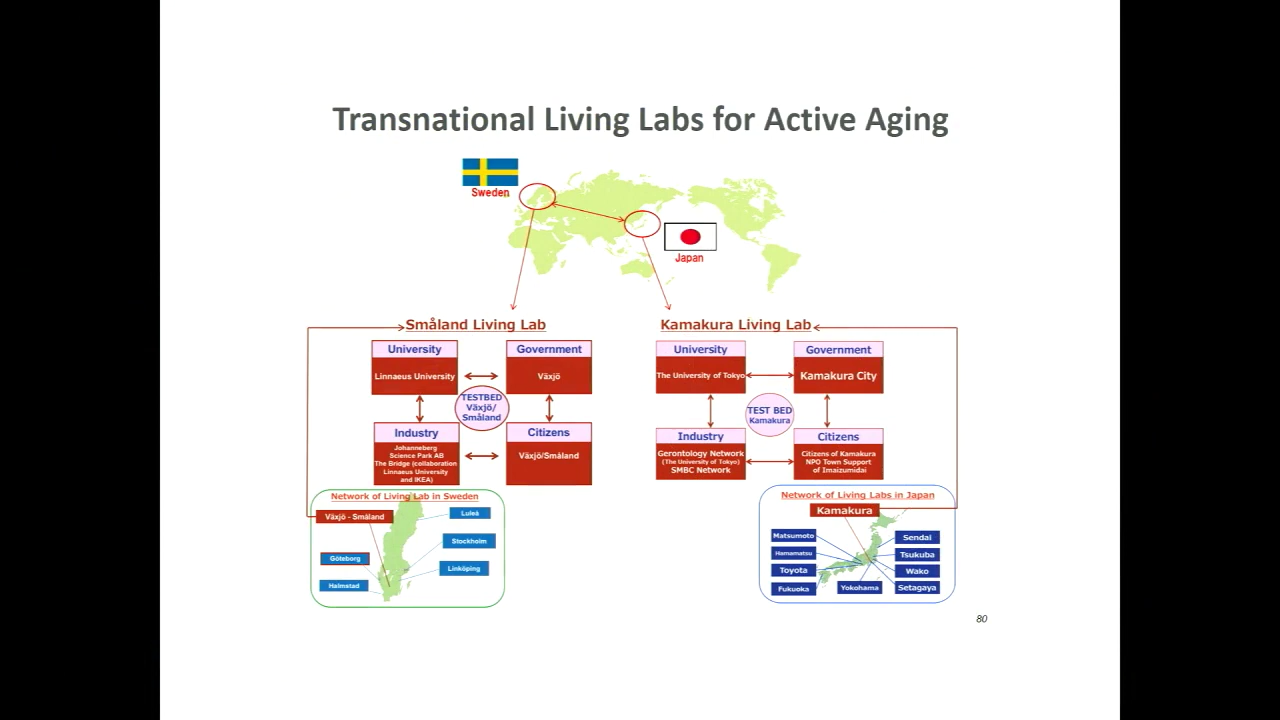 Transnational Living Labs for Active Aging
Sweden
Japan
Småland Living Lab
University
Linnaeus University
Government
Växjö
TESTBED
Växjö/
Småland
Industry
Johanneberg
Science Park AB
The Bridge (collaboration
Linnaeus University
and IKEA)
Citizens
Växjö/Småland
Kamakura Living Lab
University
The University of Tokyo
Government
Kamakura City
TEST BED
Kamakura
Industry
Gerontology Network
(The University of Tokyo)
SMBC Network
Citizens
Citizens of Kamakura
NPO Town Support
of Imaizumidai
Network of Living Lab in Sweden
Växjö - Småland
Luleå
Stockholm
Göteborg
Linköping
Halmstad
Network of Living Labs in Japan
Kamakura
Matsumoto
Hamamatsu
Toyota
Fukuoka
Yokohama
Sendai
Tsukuba
Wako
Setagaya
80